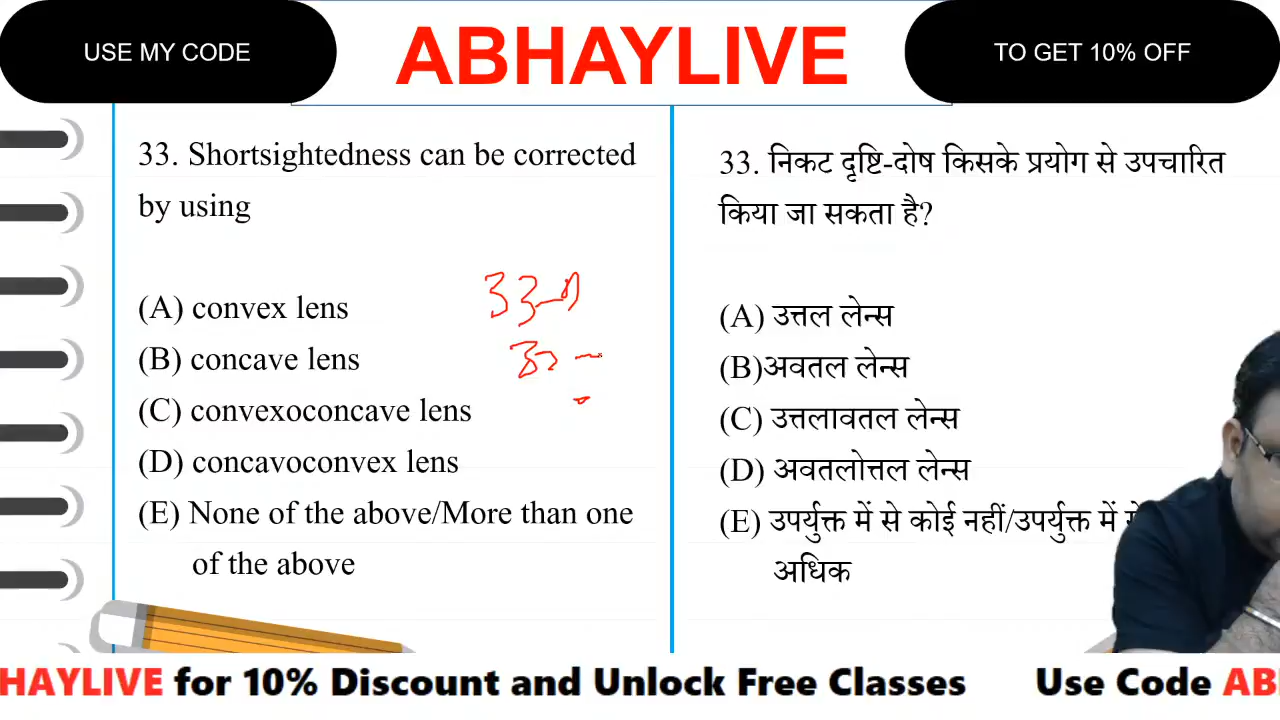 USE MY CODE
ABHAYLIVE
TO GET 10% OFF
33. Shortsightedness can be corrected
by using
(A) convex lens
(B) concave lens
(C) convexoconcave lens
(D) concavoconvex lens
(E) None of the above/More than one
of the above
33
33. निकट दृष्टि-दोष किसके प्रयोग से उपचारित
किया जा सकता है?
(A) उत्तल लेन्स
(B)अवतल लेन्स
(C) उत्तलावतल लेन्स
(D) अवतलोत्तल लेन्स
(E) उपर्युक्त में से कोई नहीं/उपर्युक्त में
अधिक
HAYLIVE for 10% Discount and Unlock Free Classes Use Code AB